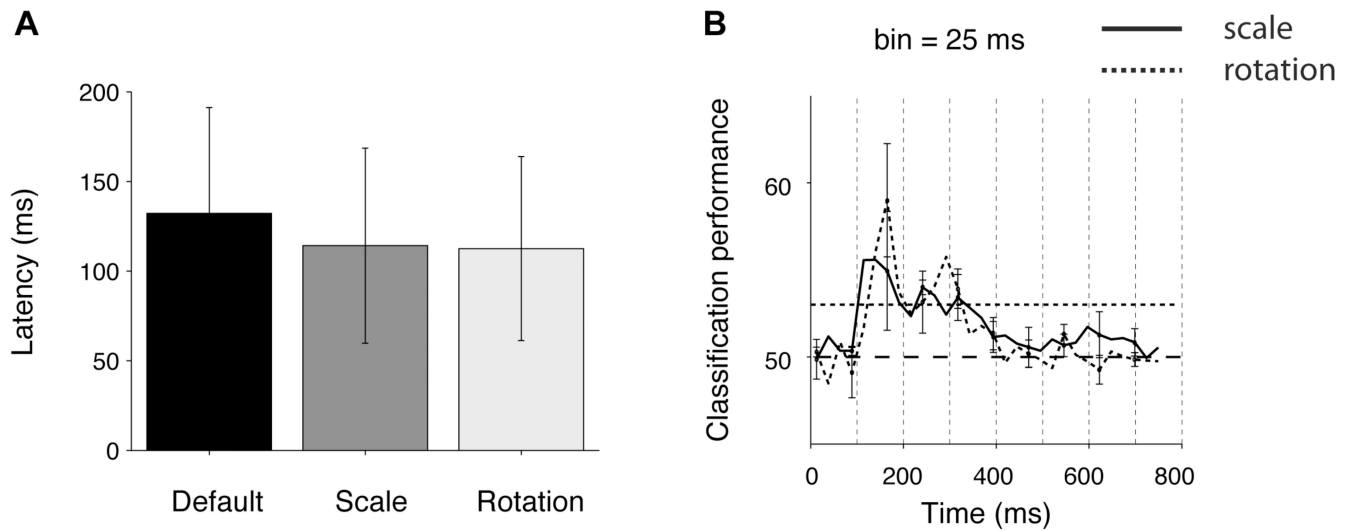 A
200
150
100
50
0
Latency (ms)
Default Scale Rotation
B
bin = 25 ms
scale
rotation
Classification performance
60
50
0 200 400 600 800
Time (ms)